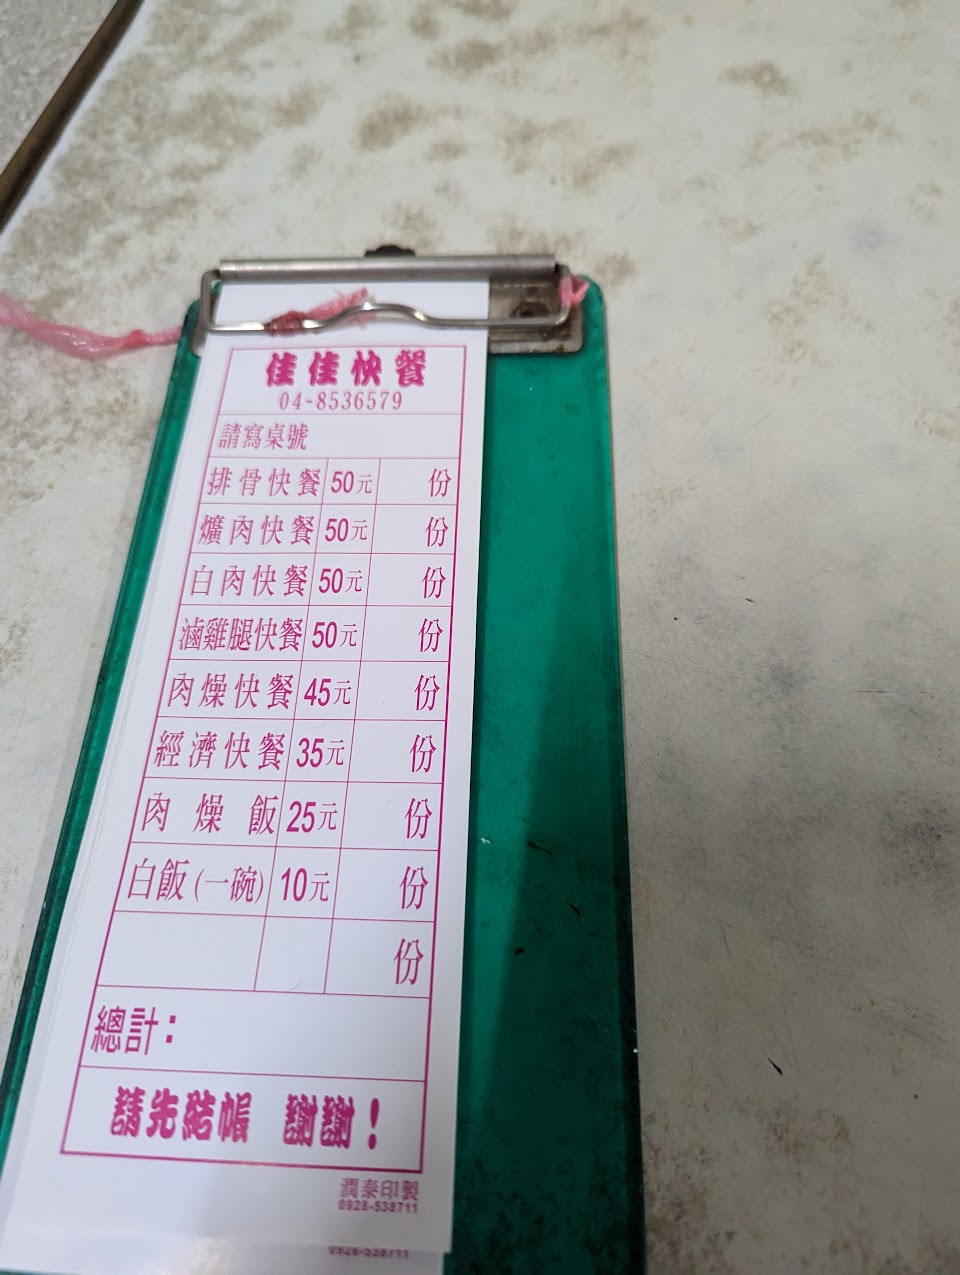 佳佳快餐
04-8536579
請寫桌號
排骨快餐 50元 份
爌肉快餐 50元 份
白肉快餐 50元 份
滷雞腿快餐 50元 份
肉燥快餐 45元 份
經濟快餐 35元 份
肉燥飯 25元 份
白飯(一碗) 10元 份
份
總計：
請先結帳 謝謝！
潤泰印製
0928-538711
0928-538711